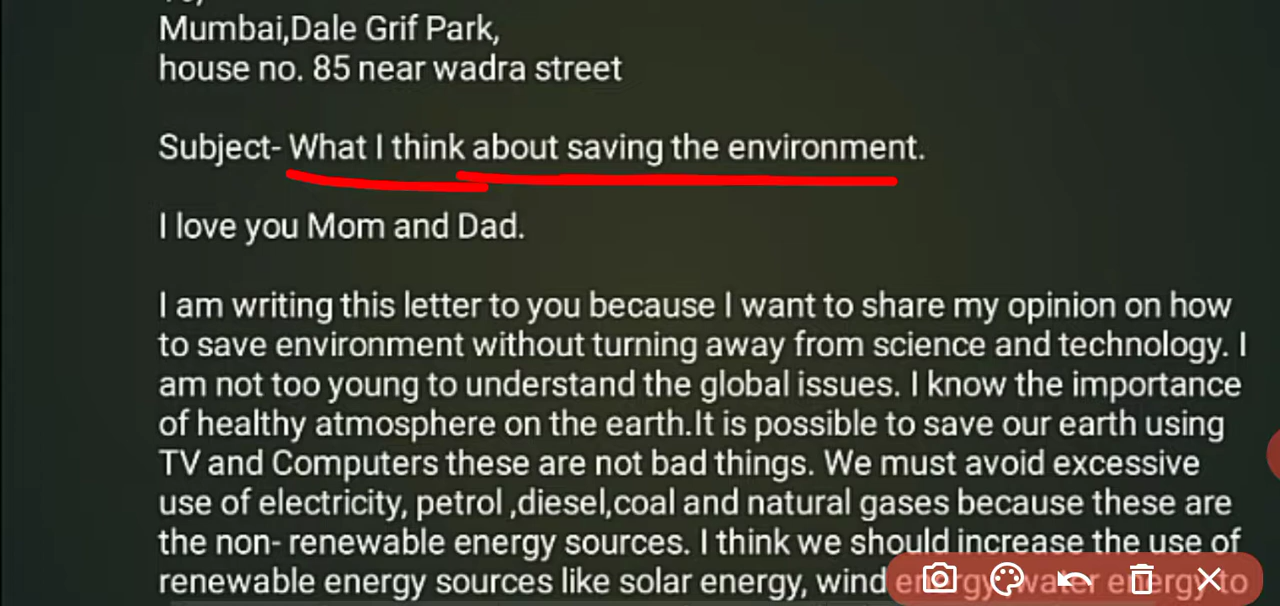 Mumbai,Dale Grif Park,
house no. 85 near wadra street
Subject- What I think about saving the environment.
I love you Mom and Dad.
I am writing this letter to you because I want to share my opinion on how
to save environment without turning away from science and technology. I
am not too young to understand the global issues. I know the importance
of healthy atmosphere on the earth.It is possible to save our earth using
TV and Computers these are not bad things. We must avoid excessive
use of electricity, petrol ,diesel,coal and natural gases because these are
the non- renewable energy sources. I think we should increase the use of
renewable energy sources like solar energy, wind energy, water energy to